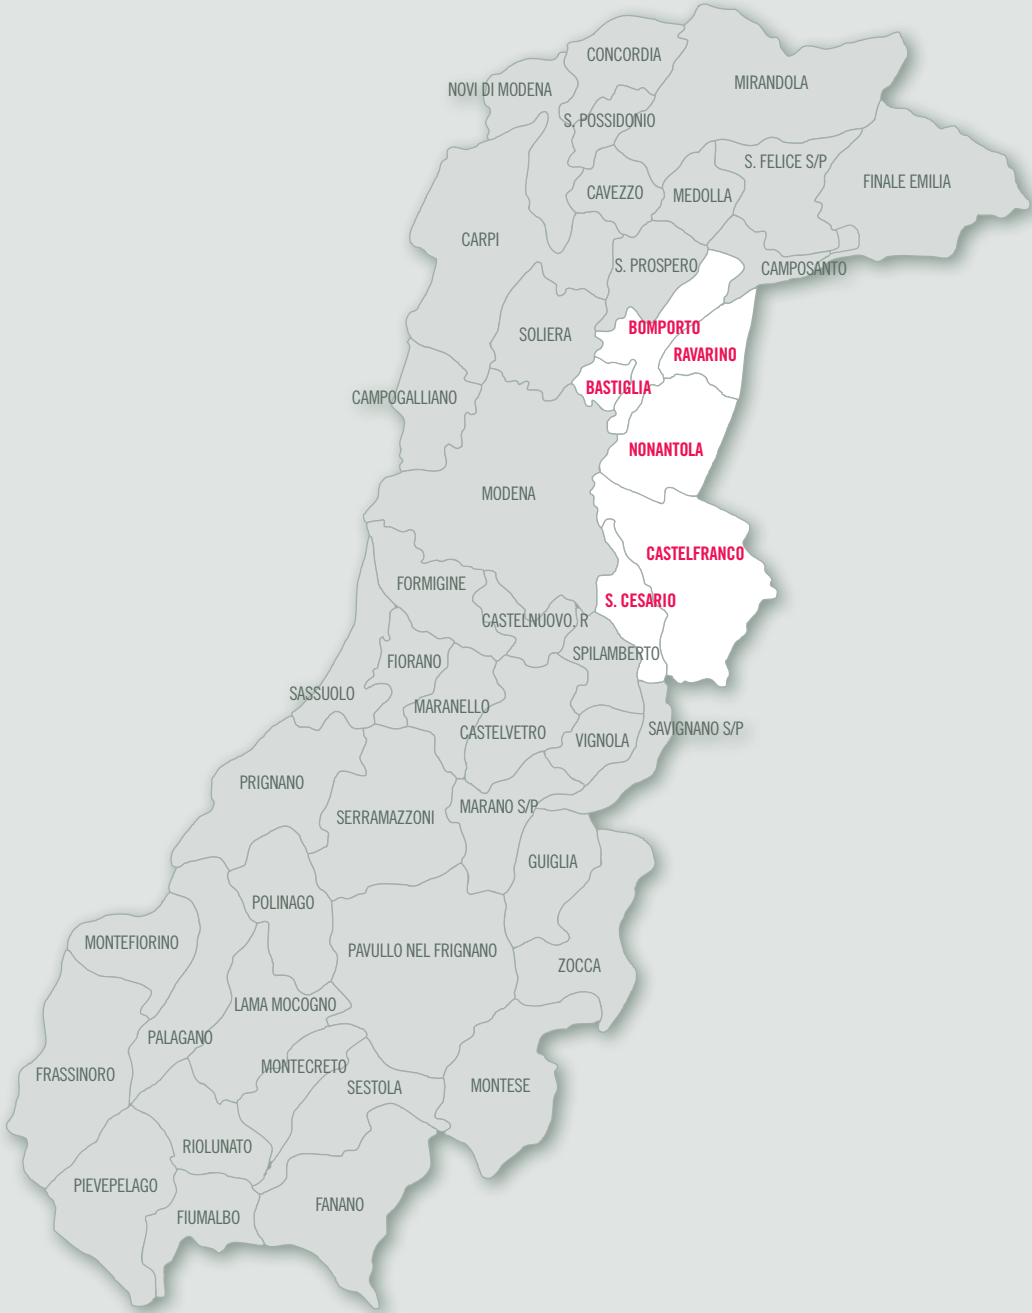 CONCORDIA
MIRANDOLA
NOVI DI MODENA
S. POSSIDONIO
S. FELICE S/P
FINALE EMILIA
CAVEZZO
MEDOLLA
CARPI
S. PROSPERO
CAMPOSANTO
BOMPORTO
SOLIERA
RAVARINO
BASTIGLIA
CAMPOGALLIANO
NONANTOLA
MODENA
CASTELFRANCO
FORMIGINE
S. CESARIO
CASTELNUOVO. R
SPILAMBERTO
FIORANO
SASSUOLO
MARANELLO
CASTELVETRO
SAVIGNANO S/P
VIGNOLA
PRIGNANO
MARANO S/P
SERRAMAZZONI
GUIGLIA
POLINAGO
MONTEFIORINO
PAVULLO NEL FRIGNANO
ZOCCA
LAMA MOCOGNO
PALAGANO
MONTECRETO
FRASSINORO
SESTOLA
MONTESE
RIOLUNATO
PIEVEPELAGO
FANANO
FIUMALBO